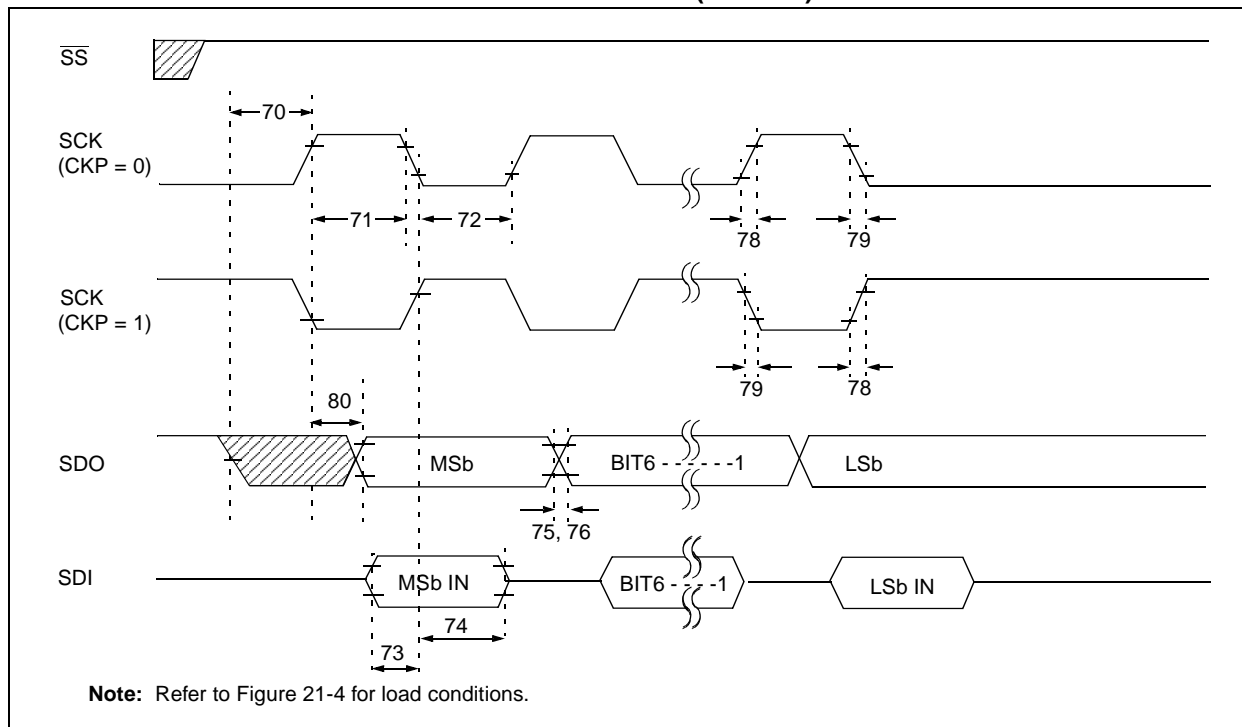 SS
70
SCK
(CKP = 0)
71
72
78
79
SCK
(CKP = 1)
79
78
80
SDO
MSb
BIT6 - - - - - -1
LSb
75, 76
SDI
MSb IN
BIT6 - - - - -1
LSb IN
74
73
Note: Refer to Figure 21-4 for load conditions.